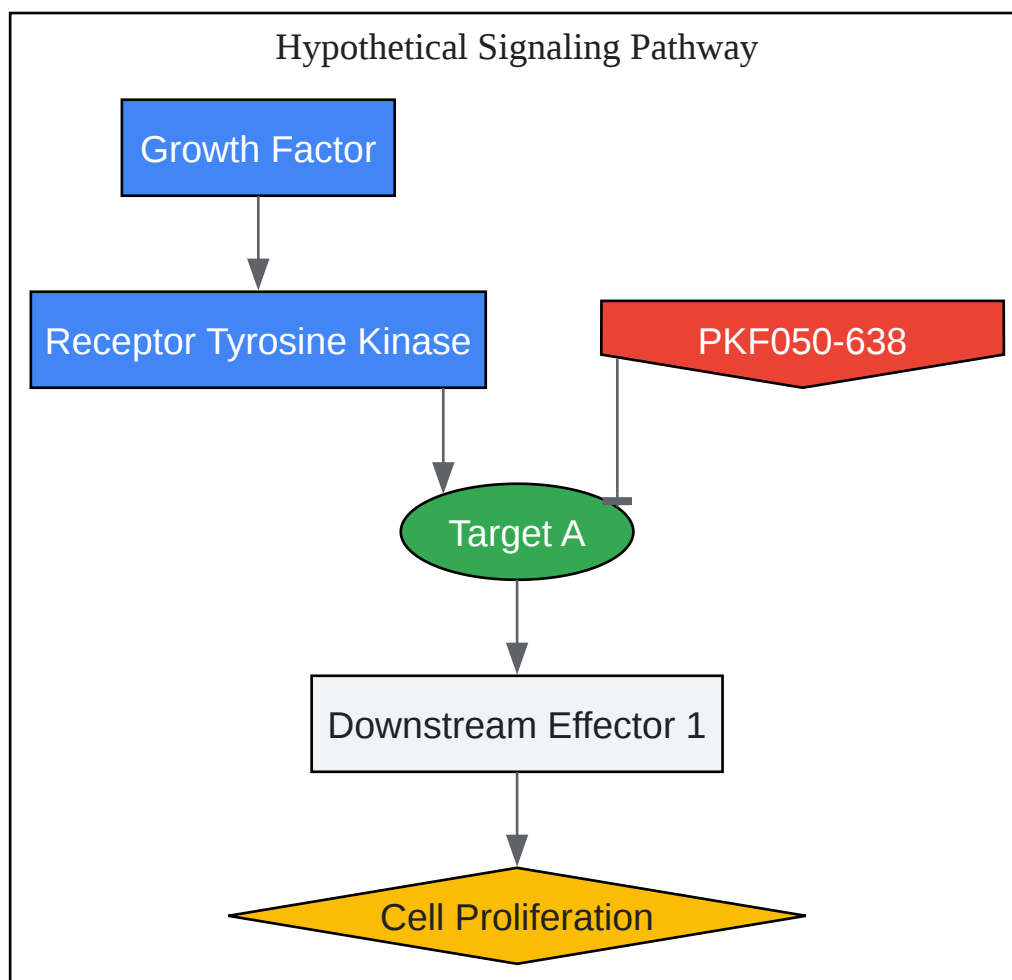 Hypothetical Signaling Pathway
Growth Factor
Receptor Tyrosine Kinase
PKF050-638
Target A
Downstream Effector 1
Cell Proliferation